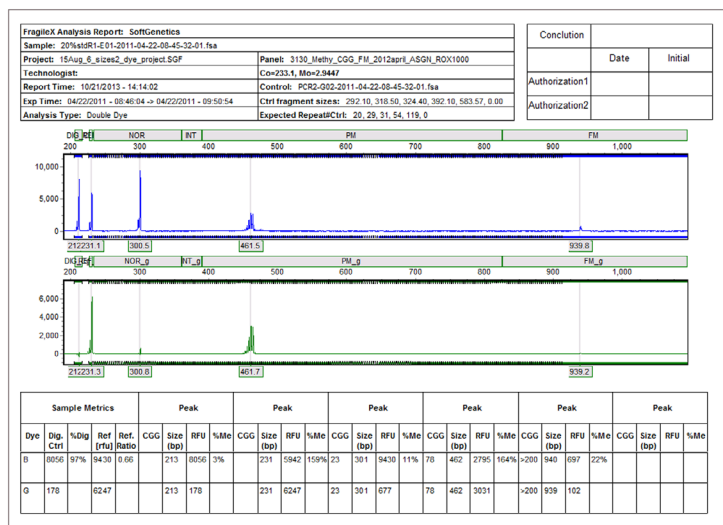 FragileX Analysis Report: SoftGenetics
Sample: 20%stdR1-E01-2011-04-22-08-45-32-01.fsa
Project: 15Aug_6_sizes2_dye_project.SGF Panel: 3130_Methy_CGG_FM_2012april_ASGN_ROX1000
Technologist: Co=233.1, Mo=2.9447
Report Time: 10/21/2013 - 14:14:02 Control: PCR2-G02-2011-04-22-08-45-32-01.fsa
Exp Time: 04/22/2011 - 08:46:04 -> 04/22/2011 - 09:50:54 Ctrl fragment sizes: 292.10, 318.50, 324.40, 392.10, 583.57, 0.00
Analysis Type: Double Dye Expected Repeat#Ctrl: 20, 29, 31, 54, 119, 0
Conclution
Date Initial
Authorization1
Authorization2
NOR INT PM FM
200 300 400 500 600 700 800 900 1,000
10,000
5,000
0
212 231.1 300.5 461.5 939.8
NOR_g INT_g PM_g FM_g
200 300 400 500 600 700 800 900 1,000
6,000
4,000
2,000
0
212 231.3 300.8 461.7 939.2
Sample Metrics Peak Peak Peak Peak Peak Peak
Dye Dig. Ctrl %Dig Ref [rfu] Ref. Ratio CGG Size (bp) RFU %Me CGG Size (bp) RFU %Me CGG Size (bp) RFU %Me CGG Size (bp) RFU %Me CGG Size (bp) RFU %Me CGG Size (bp) RFU %Me
B 8056 97% 9430 0.66 213 8056 3% 231 5942 159% 23 301 9430 11% 78 462 2795 164% >200 940 697 22%
G 178 6247 213 178 231 6247 23 301 677 78 462 3031 >200 939 102